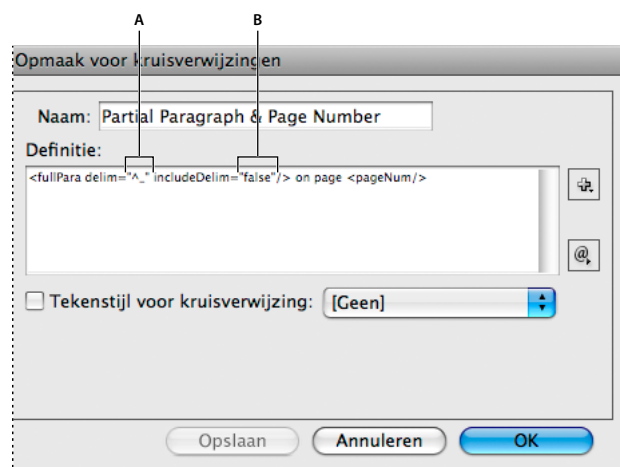 A B
Opmaak voor kruisverwijzingen
Naam: Partial Paragraph & Page Number
Definitie:
<fullPara delim="^_" includeDelim="false"/> on page <pageNum/>
@
Tekenstijl voor kruisverwijzing: [Geen]
Opslaan Annuleren OK